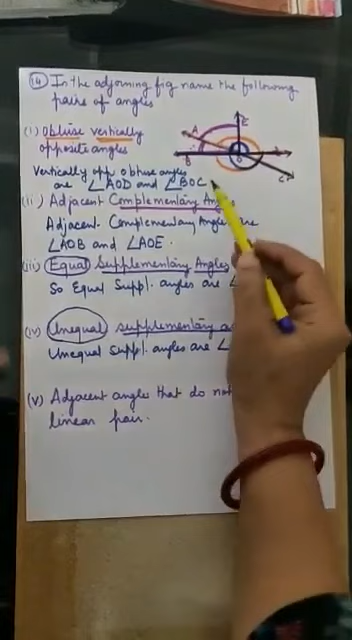 (14) In the adjoining fig name the following
pairs of angles
(i) Obtuse vertically
opposite angles
Vertically opp obtuse angles
are ∠AOD and ∠BOC
(ii) Adjacent Complementary Angles
Adjacent Complementary Angles are
∠AOB and ∠AOE.
(iii) Equal Supplementary Angles
So Equal Suppl. angles are ∠
(iv) Unequal supplementary a
Unequal Suppl. angles are ∠
(v) Adjacent angles that do not
linear pair.
E
A
B
O
C